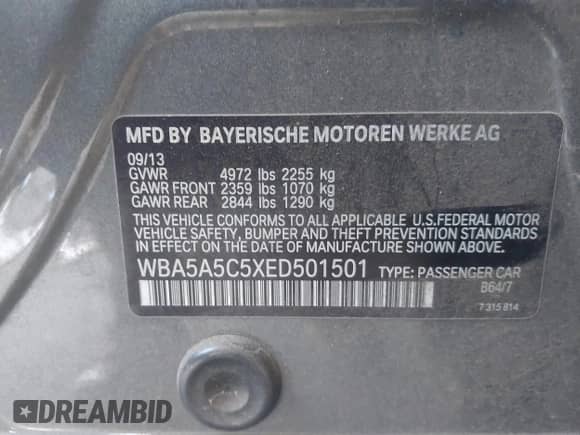 MFD BY BAYERISCHE MOTOREN WERKE AG
09/13
GVWR 4972 lbs 2255 kg
GAWR FRONT 2359 lbs 1070 kg
GAWR REAR 2844 lbs 1290 kg
THIS VEHICLE CONFORMS TO ALL APPLICABLE U.S.FEDERAL MOTOR
VEHICLE SAFETY, BUMPER AND THEFT PREVENTION STANDARDS IN
EFFECT ON THE DATE OF MANUFACTURE SHOWN ABOVE.
WBA5A5C5XED501501 TYPE: PASSENGER CAR
B64/7
7 315 814
DREAMBID